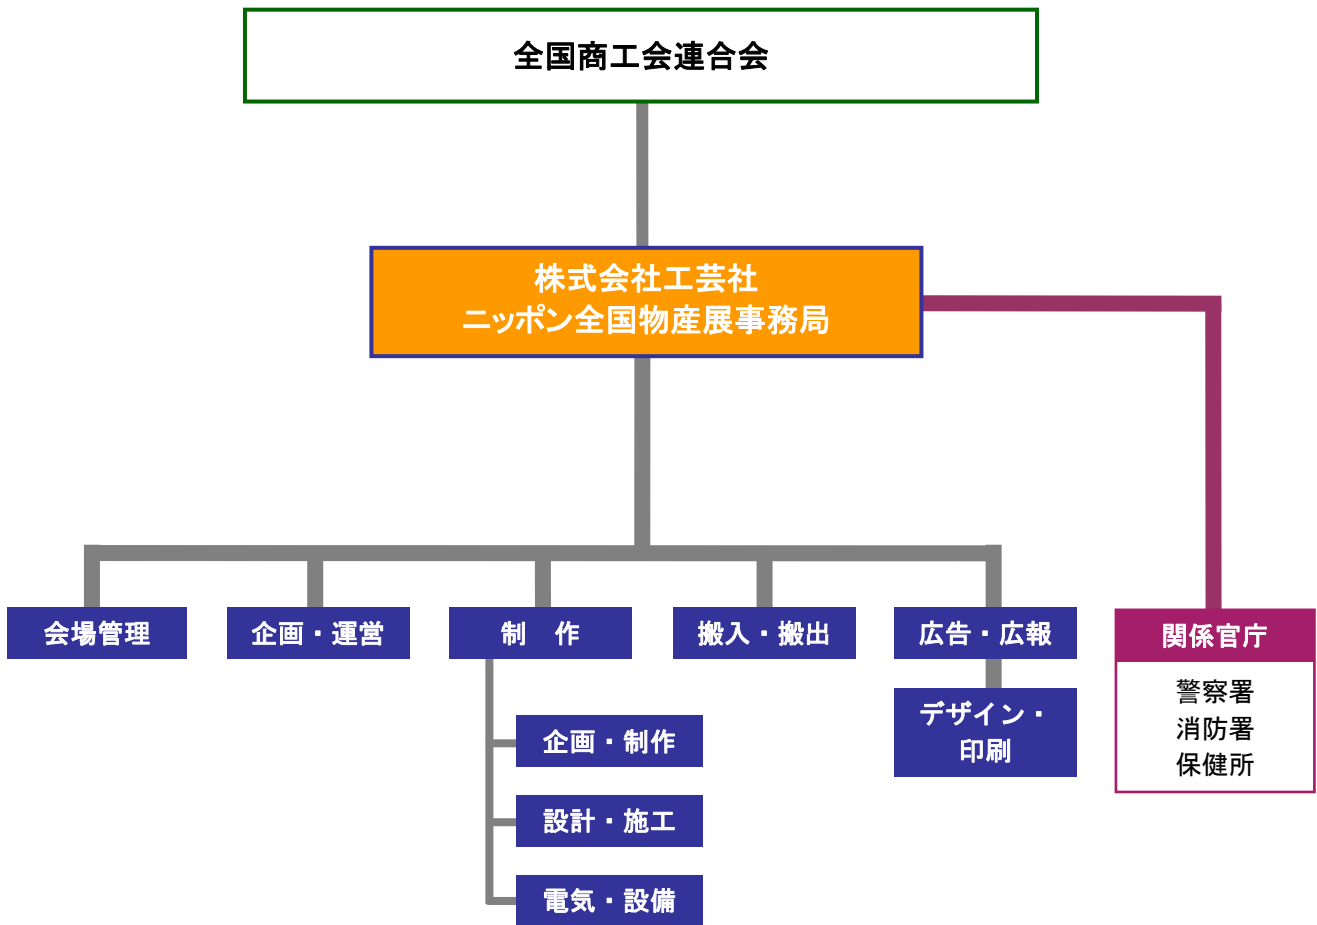 全国商工会連合会
株式会社工芸社
ニッポン全国物産展事務局
会場管理
企画・運営
制　作
搬入・搬出
広告・広報
関係官庁
警察署
消防署
保健所
デザイン・
印刷
企画・制作
設計・施工
電気・設備